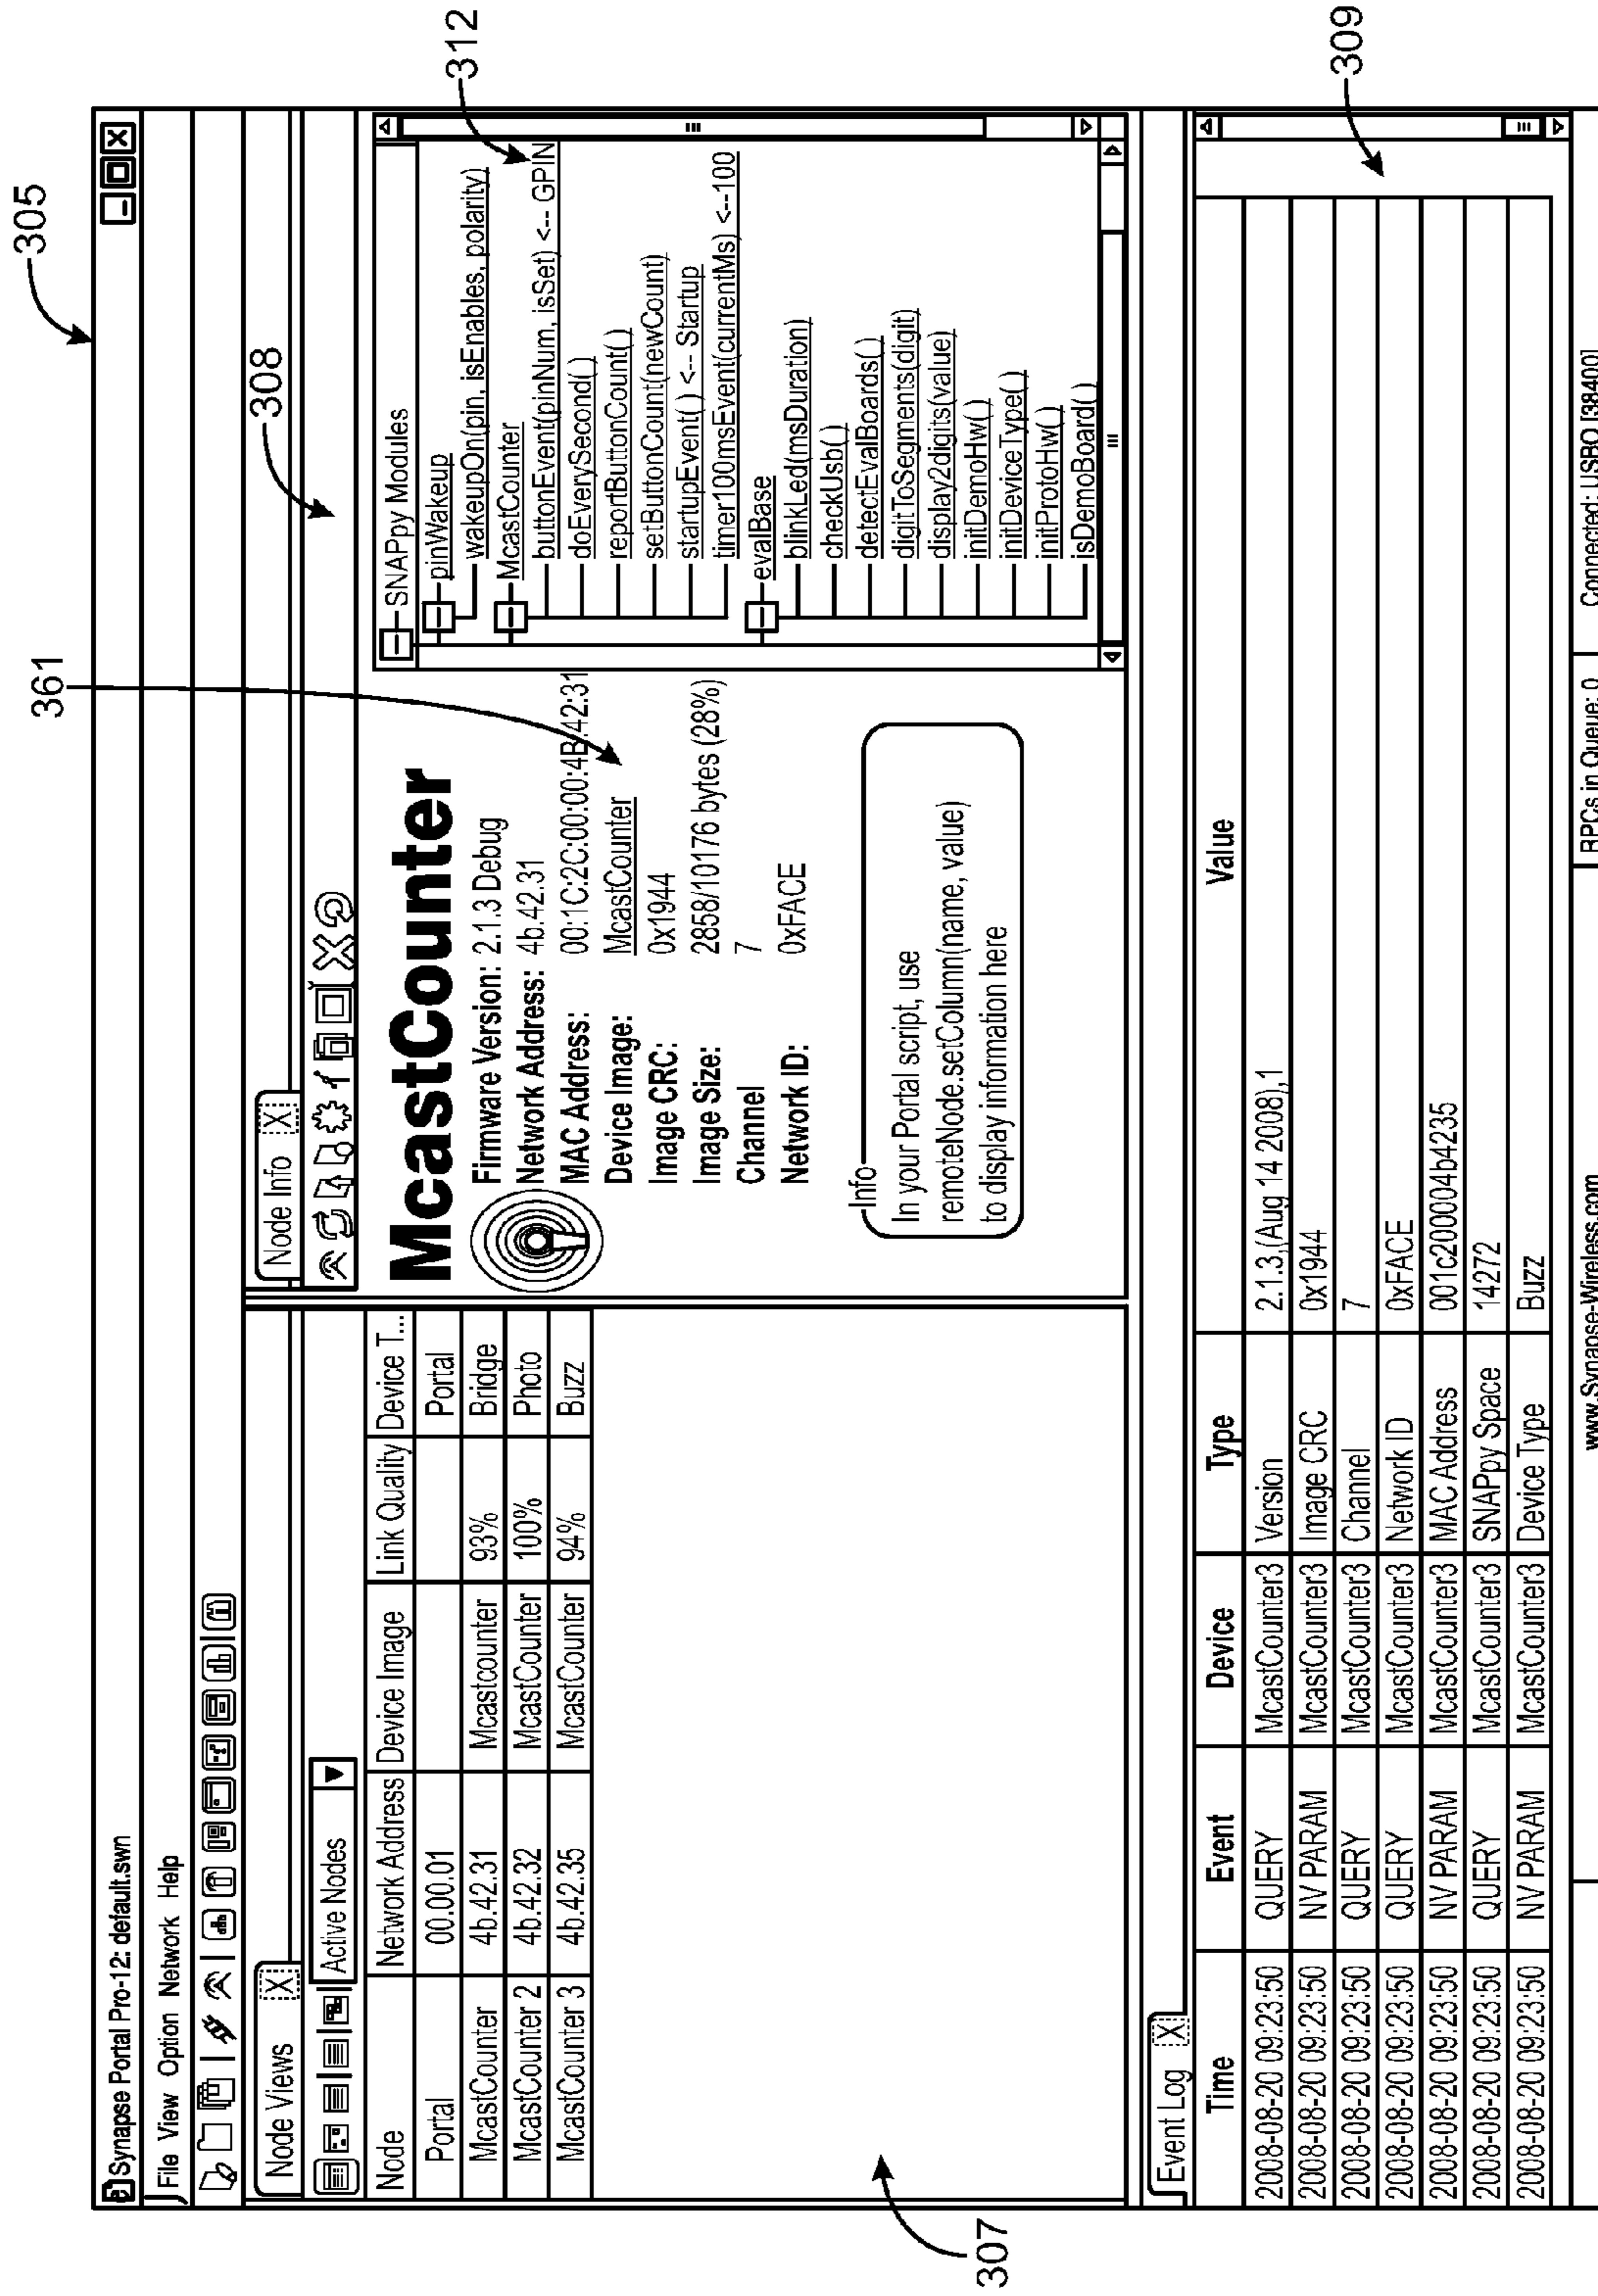 305
Synapse Portal Pro-12: default.swn
File View Option Network Help
308
361
312
Node Views X
Active Nodes
Node Network Address Device Image Link Quality Device T...
Portal 00.00.01 Portal
McastCounter 4b.42.31 Mcastcounter 93% Bridge
McastCounter 2 4b.42.32 McastCounter 100% Photo
McastCounter 3 4b.42.35 McastCounter 94% Buzz
307
Node Info X
McastCounter
Firmware Version: 2.1.3 Debug
Network Address: 4b.42.31
MAC Address: 00:1C:2C:00:00:4B:42:31
Device Image: McastCounter
Image CRC: 0x1944
Image Size: 2858/10176 bytes (28%)
Channel 7
Network ID: 0xFACE
Info
In your Portal script, use
remoteNode.setColumn(name, value)
to display information here
SNAPpy Modules
pinWakeup
wakeupOn(pin, isEnables, polarity)
McastCounter
buttonEvent(pinNum, isSet) <-- GPIN
doEverySecond( )
reportButtonCount( )
setButtonCount(newCount)
startupEvent( ) <-- Startup
timer100msEvent(currentMs) <--100
evalBase
blinkLed(msDuration)
checkUsb( )
detectEvalBoards( )
digitToSegments(digit)
display2digits(value)
initDemoHw( )
initDeviceType( )
initProtoHw( )
isDemoBoard( )
Event Log X
309
Time Event Device Type Value
2008-08-20 09:23:50 QUERY McastCounter3 Version 2.1.3,(Aug 14 2008),1
2008-08-20 09:23:50 NV PARAM McastCounter3 Image CRC 0x1944
2008-08-20 09:23:50 QUERY McastCounter3 Channel 7
2008-08-20 09:23:50 QUERY McastCounter3 Network ID 0xFACE
2008-08-20 09:23:50 NV PARAM McastCounter3 MAC Address 001c200004b4235
2008-08-20 09:23:50 QUERY McastCounter3 SNAPpy Space 14272
2008-08-20 09:23:50 NV PARAM McastCounter3 Device Type Buzz
www.Synapse-Wireless.com RPCs in Queue: 0 Connected: USBO [38400]